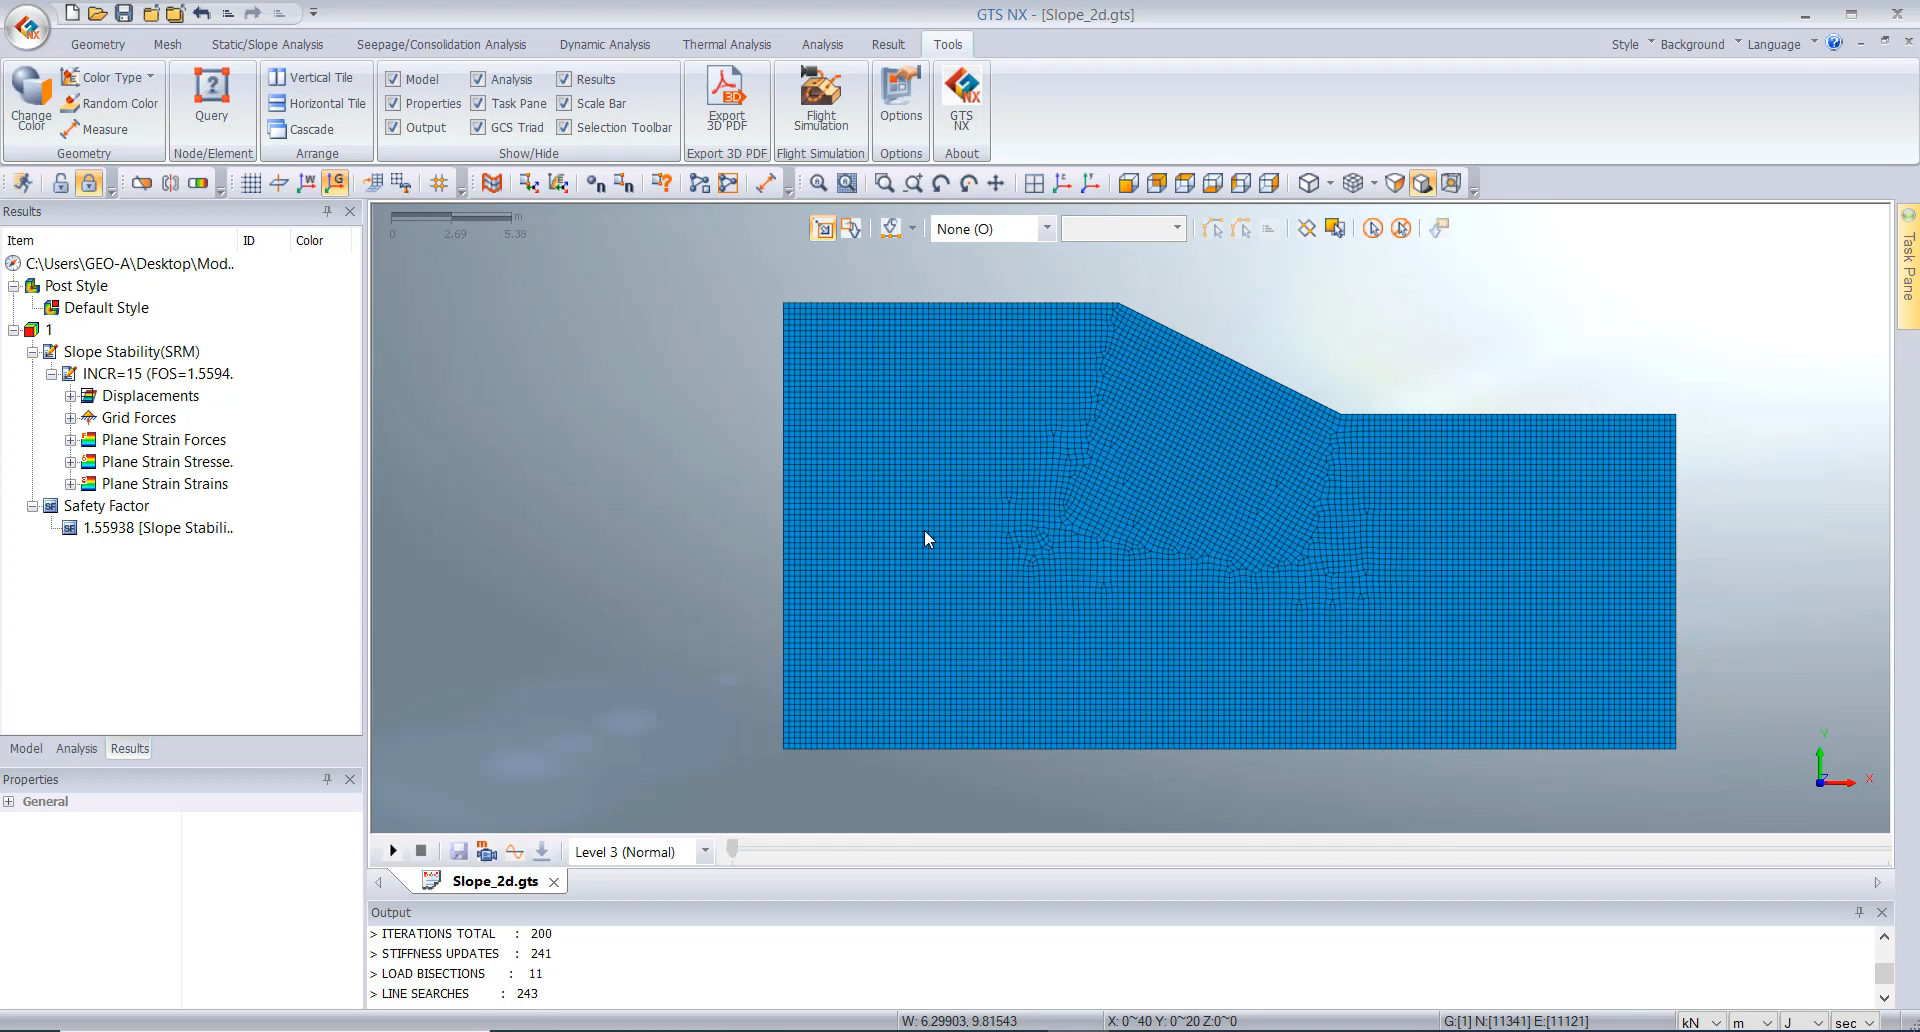 GTS NX - [Slope_2d.gts]
Geometry Mesh Static/Slope Analysis Seepage/Consolidation Analysis Dynamic Analysis Thermal Analysis Analysis Result Tools Style Background Language
Change Color
Color Type
Random Color
Measure
Geometry
Query
Node/Element
Vertical Tile
Horizontal Tile
Cascade
Arrange
Model Analysis Results
Properties Task Pane Scale Bar
Output GCS Triad Selection Toolbar
Show/Hide
Export 3D PDF
Export 3D PDF
Flight Simulation
Flight Simulation
Options
Options
GTS NX
About
Results
Item ID Color
C:\Users\GEO-A\Desktop\Mod..
Post Style
Default Style
1
Slope Stability(SRM)
INCR=15 (FOS=1.5594.
Displacements
Grid Forces
Plane Strain Forces
Plane Strain Stresse.
Plane Strain Strains
Safety Factor
1.55938 [Slope Stabili..
Model Analysis Results
Properties
General
m
0 2.69 5.38
None (O)
Task Pane
Y
Z
X
Level 3 (Normal)
Slope_2d.gts
Output
> ITERATIONS TOTAL : 200
> STIFFNESS UPDATES : 241
> LOAD BISECTIONS : 11
> LINE SEARCHES : 243
W: 6.29903, 9.81543 X: 0~40 Y: 0~20 Z:0~0 G:[1] N:[11341] E:[11121] kN m J sec